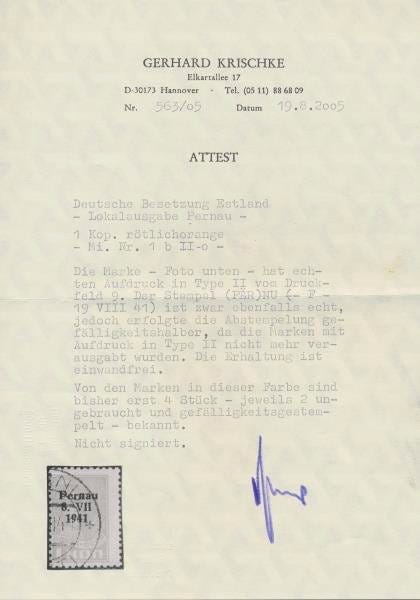 GERHARD KRISCHKE
Elkartallee 17
D-30173 Hannover · Tel. (05 11) 88 68 09
Nr. 563/05 Datum 19.8.2005
ATTEST
Deutsche Besetzung Estland
- Lokalausgabe Pernau -
1 Kop. rötlichorange
- Mi. Nr. 1 b II-o -
Die Marke - Foto unten - hat ech-
ten Aufdruck in Type II vom Druck-
feld 9. Der Stempel (PÄR)NU (- F -
19 VIII 41) ist zwar ebenfalls echt,
jedoch erfolgte die Abstempelung ge-
fälligkeitshalber, da die Marken mit
Aufdruck in Type II nicht mehr ver-
ausgabt wurden. Die Erhaltung ist
einwandfrei.
Von den Marken in dieser Farbe sind
bisher erst 4 Stück - jeweils 2 un-
gebraucht und gefälligkeitsgestem-
pelt - bekannt.
Nicht signiert.
Pernau
8. VII
1941